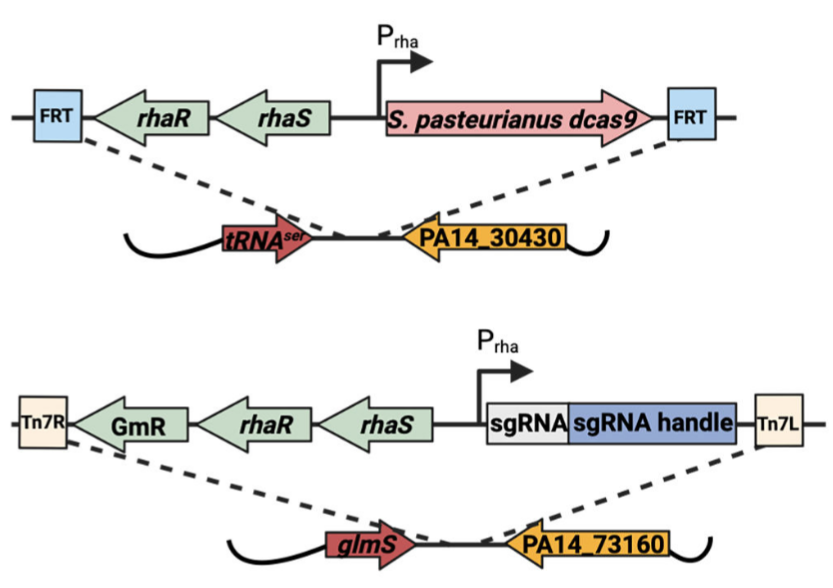 Prha
FRT rhaR rhaS S. pasteurianus dcas9 FRT
tRNAser PA14_30430
Prha
Tn7R GmR rhaR rhaS sgRNA sgRNA handle Tn7L
glmS PA14_73160